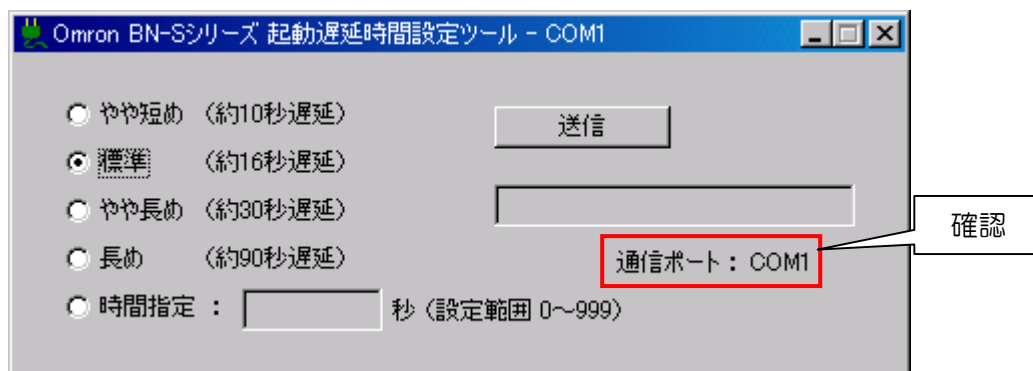 Omron BN-Sシリーズ 起動遅延時間設定ツール - COM1
やや短め (約10秒遅延)
送信
標準 (約16秒遅延)
やや長め (約30秒遅延)
確認
長め (約90秒遅延)
通信ポート： COM1
時間指定 ： 秒 (設定範囲 0～999)